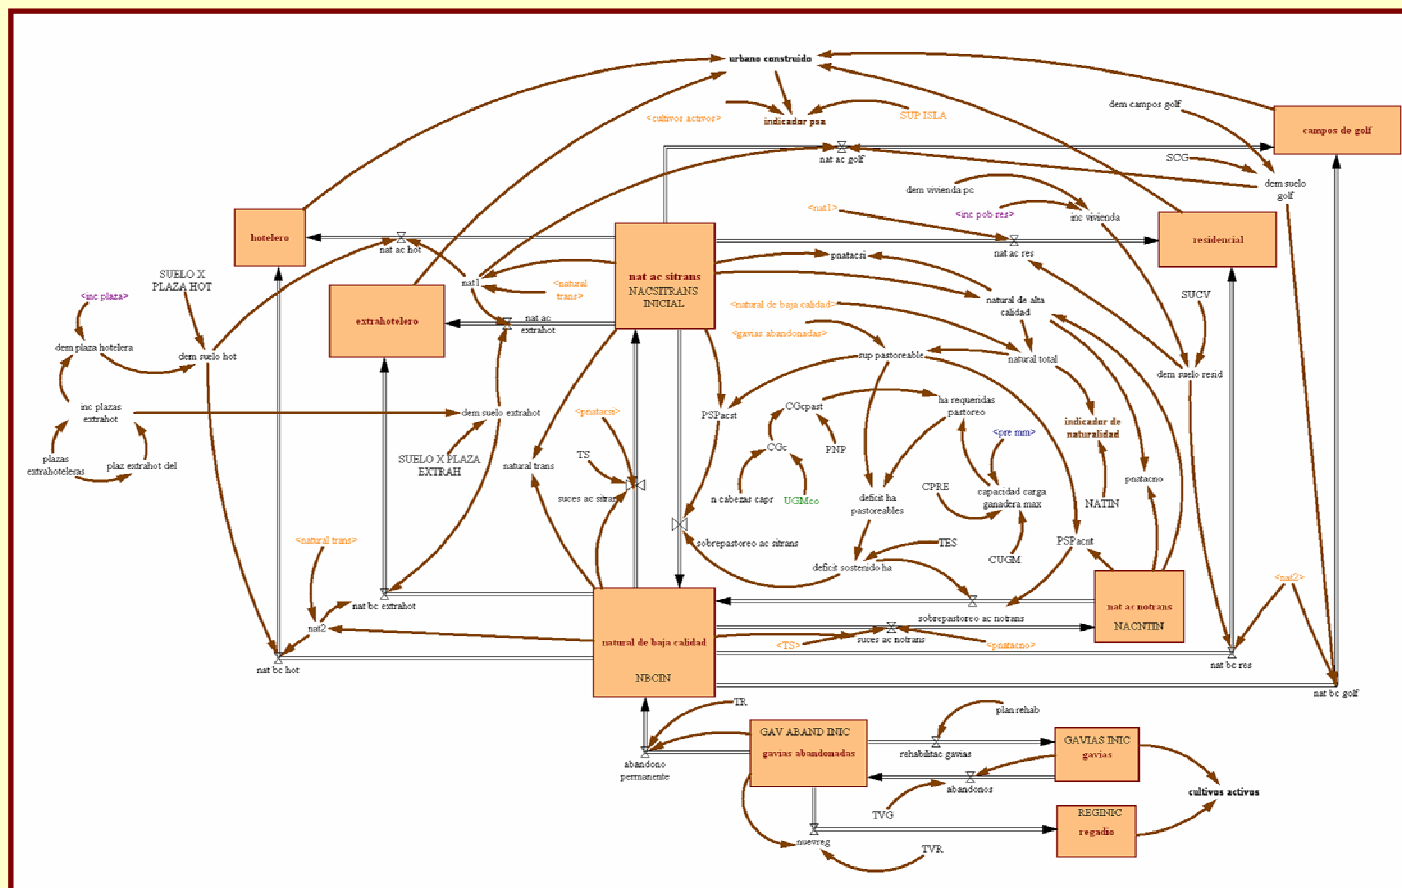 urbano construido
<cultivos activos>
indicador psa
SUP ISLA
dem campos golf
campos de golf
nat ac golf
SCG
dem suelo
golf
dem vivienda pc
<nat1>
<inc pob res>
inc vivienda
hotelero
nat ac hot
nat ac sitrans
NACSITRANS
INICIAL
pnatacsi
nat ac res
residencial
SUELO X
PLAZA HOT
<inc plaza>
nat1
<natural
trans>
natural de alta
calidad
SUCV
<natural de baja calidad>
extrahotelero
nat ac
extrahot
<gavias abandonadas>
dem plaza hotelera
dem suelo hot
sup pastoreable
natural total
dem suelo resid
inc plazas
extrahot
dem suelo extrahot
<pnatacsi>
PSPacst
CGcpast
ha requeridas
pastoreo
indicador de
naturalidad
<pre mm>
plazas
extrahoteleras
plaz extrahot del
SUELO X PLAZA
EXTRAH
natural trans
TS
CGc
PNP
suces ac sitrans
n cabezas capr
UGMco
deficit ha
pastoreables
CPRE
capacidad carga
ganadera max
NATIN
pnatacno
<natural trans>
sobrepastoreo ac sitrans
TES
CUGM
PSPacnt
deficit sostenido ha
<nat2>
nat bc extrahot
nat2
natural de baja calidad
NBCIN
sobrepastoreo ac notrans
nat ac notrans
NACNTIN
<TS>
suces ac notrans
<pnatacno>
nat bc hot
nat bc res
nat bc golf
TR
plan rehab
GAV ABAND INIC
gavias abandonadas
rehabilitac gavias
GAVIAS INIC
gavias
abandono
permanente
abandonos
cultivos activos
TVG
REGINIC
regadio
nuevreg
TVR